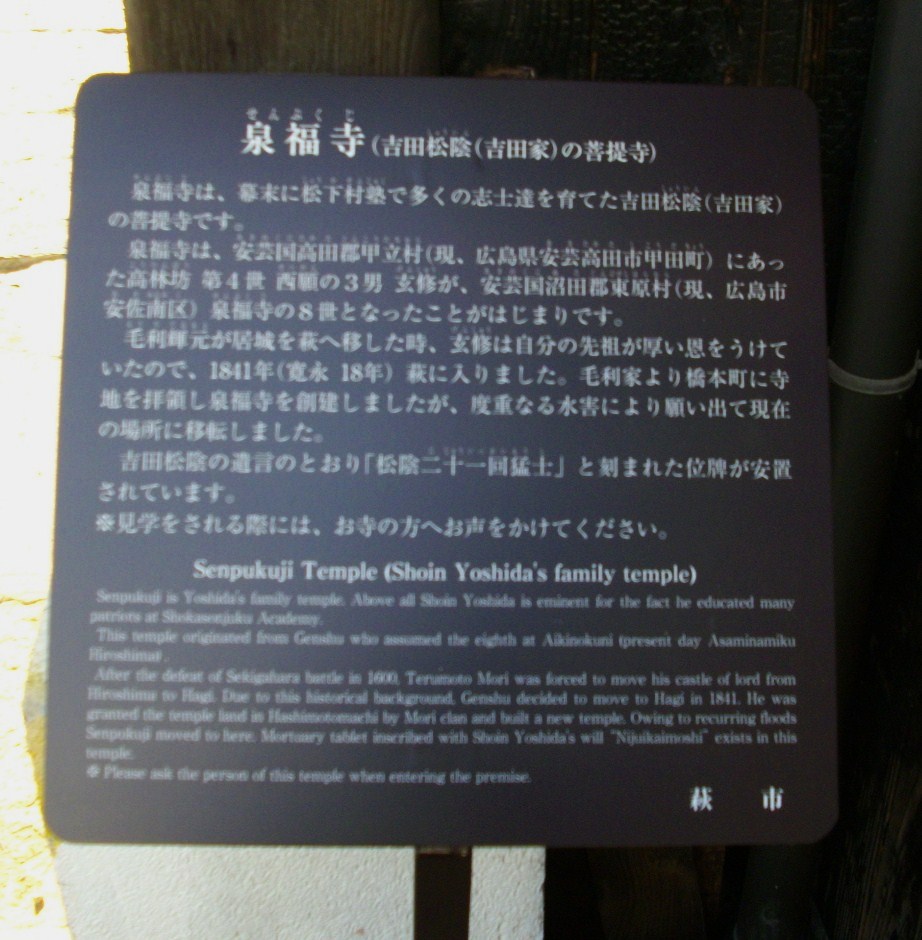 せんぷくじ
泉福寺(吉田松陰(吉田家)の菩提寺)
泉福寺は、幕末に松下村塾で多くの志士達を育てた吉田松陰(吉田家)
の菩提寺です。
泉福寺は、安芸国高田郡甲立村(現、広島県安芸高田市甲田町)にあっ
た高林坊 第4世 西願の3男 玄修が、安芸国沼田郡東原村(現、広島市
安佐南区) 泉福寺の8世となったことがはじまりです。
毛利輝元が居城を萩へ移した時、玄修は自分の先祖が厚い恩をうけて
いたので、1841年(寛永 18年) 萩に入りました。毛利家より橋本町に寺
地を拝領し泉福寺を創建しましたが、度重なる水害により願い出て現在
の場所に移転しました。
吉田松陰の遺言のとおり「松陰二十一回猛士」と刻まれた位牌が安置
されています。
※見学をされる際には、お寺の方へお声をかけてください。
Senpukuji Temple (Shoin Yoshida's family temple)
Senpukuji is Yoshida's family temple. Above all Shoin Yoshida is eminent for the fact he educated many
patriots at Shokasonjuku Academy.
This temple originated from Genshu who assumed the eighth at Aikinokuni (present day Asaminamiku
Hiroshima).
After the defeat of Sekigahara battle in 1600, Terumoto Mori was forced to move his castle of lord from
Hiroshima to Hagi. Due to this historical background, Genshu decided to move to Hagi in 1841. He was
granted the temple land in Hashimotomachi by Mori clan and built a new temple. Owing to recurring floods
Senpukuji moved to here. Mortuary tablet inscribed with Shoin Yoshida's will "Nijuikaimoshi" exists in this
temple.
※ Please ask the person of this temple when entering the premise.
萩 市